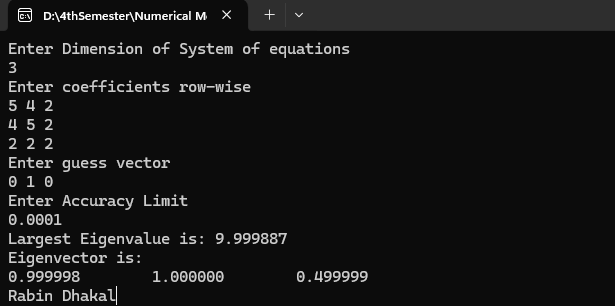 D:\4thSemester\Numerical M
Enter Dimension of System of equations
3
Enter coefficients row-wise
5 4 2
4 5 2
2 2 2
Enter guess vector
0 1 0
Enter Accuracy Limit
0.0001
Largest Eigenvalue is: 9.999887
Eigenvector is:
0.999998 1.000000 0.499999
Rabin Dhakal